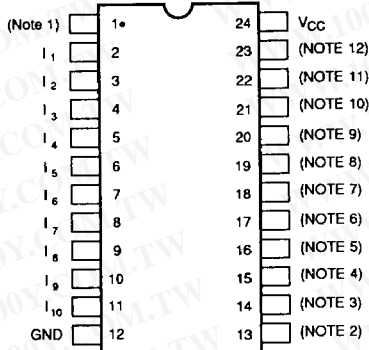 (Note 1) 1 24 VCC
I1 2 23 (NOTE 12)
I2 3 22 (NOTE 11)
I3 4 21 (NOTE 10)
I4 5 20 (NOTE 9)
I5 6 19 (NOTE 8)
I6 7 18 (NOTE 7)
I7 8 17 (NOTE 6)
I8 9 16 (NOTE 5)
I9 10 15 (NOTE 4)
I10 11 14 (NOTE 3)
GND 12 13 (NOTE 2)